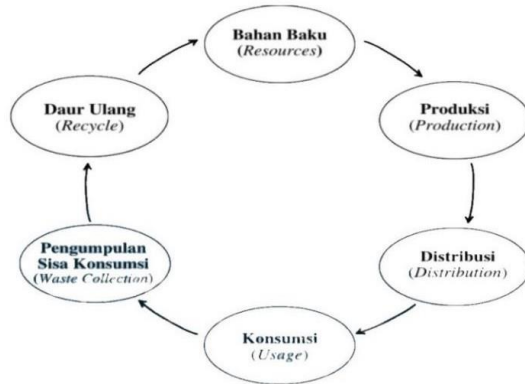 Bahan Baku
(Resources)
Produksi
(Production)
Distribusi
(Distribution)
Konsumsi
(Usage)
Pengumpulan
Sisa Konsumsi
(Waste Collection)
Daur Ulang
(Recycle)